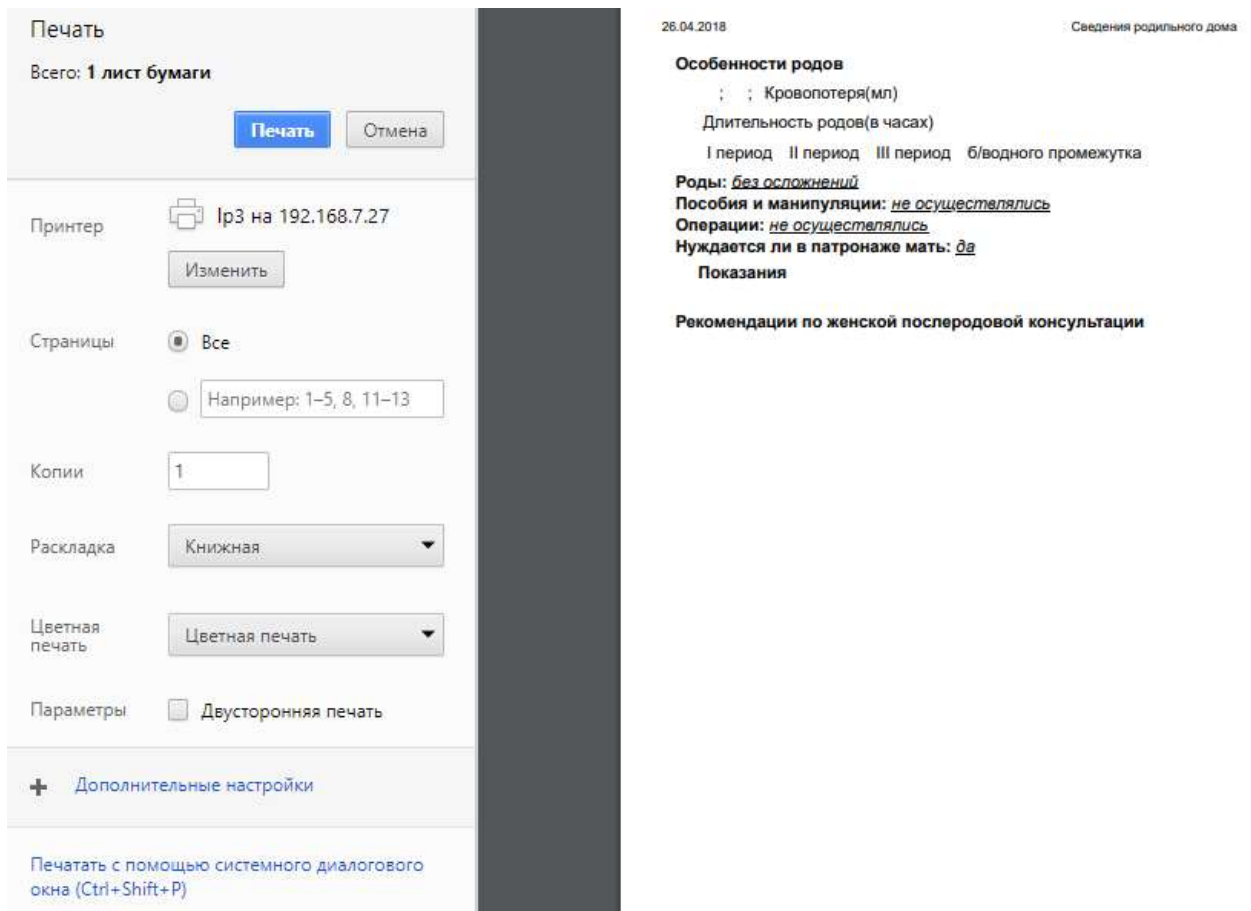 Печать
Всего: 1 лист бумаги
Печать Отмена
Принтер lp3 на 192.168.7.27
Изменить
Страницы Все
Например: 1–5, 8, 11–13
Копии 1
Раскладка Книжная
Цветная печать Цветная печать
Параметры Двусторонняя печать
+ Дополнительные настройки
Печатать с помощью системного диалогового
окна (Ctrl+Shift+P)
26.04.2018 Сведения родильного дома
Особенности родов
; ; Кровопотеря(мл)
Длительность родов(в часах)
I период II период III период б/водного промежутка
Роды: без осложнений
Пособия и манипуляции: не осуществлялись
Операции: не осуществлялись
Нуждается ли в патронаже мать: да
Показания
Рекомендации по женской послеродовой консультации